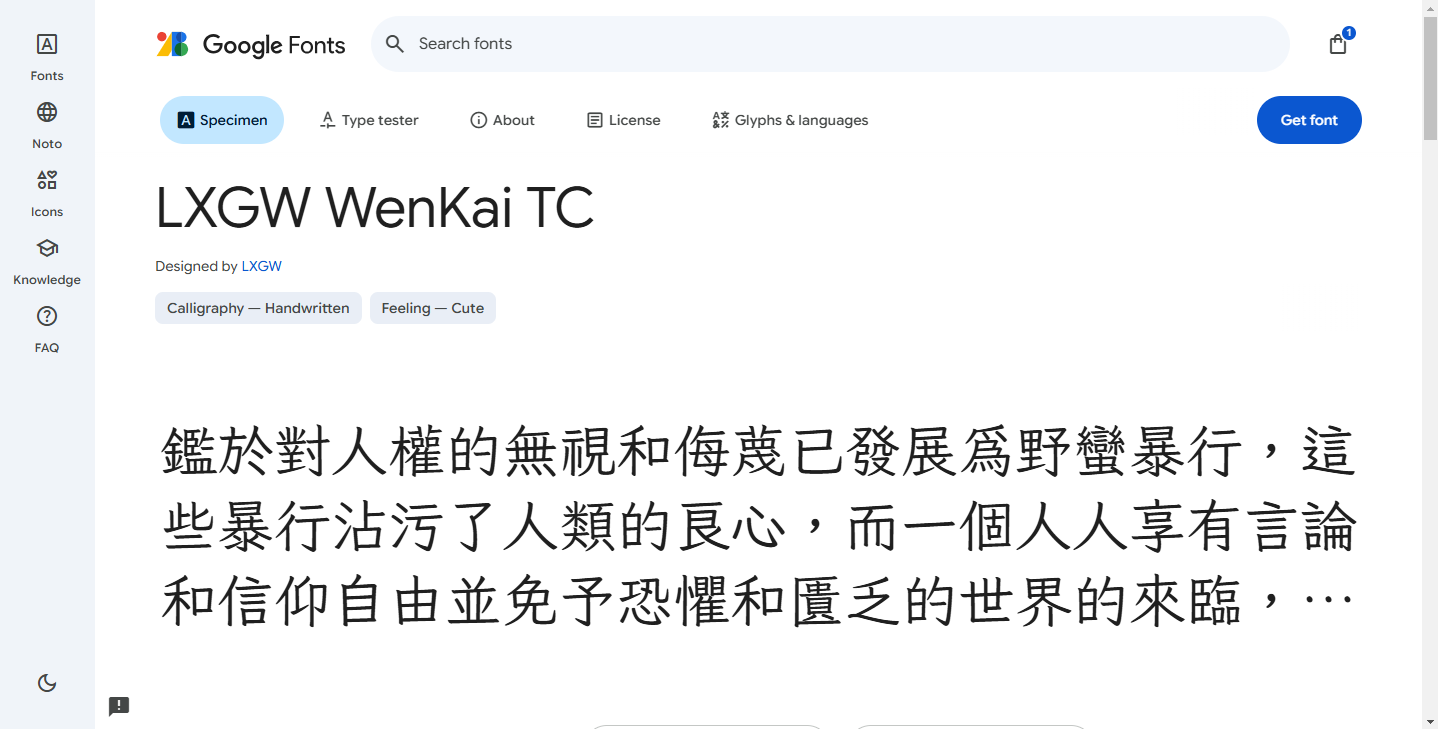 Google Fonts
Search fonts
1
Fonts
Noto
Icons
Knowledge
FAQ
Specimen
Type tester
About
License
Glyphs & languages
Get font
LXGW WenKai TC
Designed by LXGW
Calligraphy — Handwritten
Feeling — Cute
鑑於對人權的無視和侮蔑已發展爲野蠻暴行，這
些暴行沾污了人類的良心，而一個人人享有言論
和信仰自由並免予恐懼和匱乏的世界的來臨，…